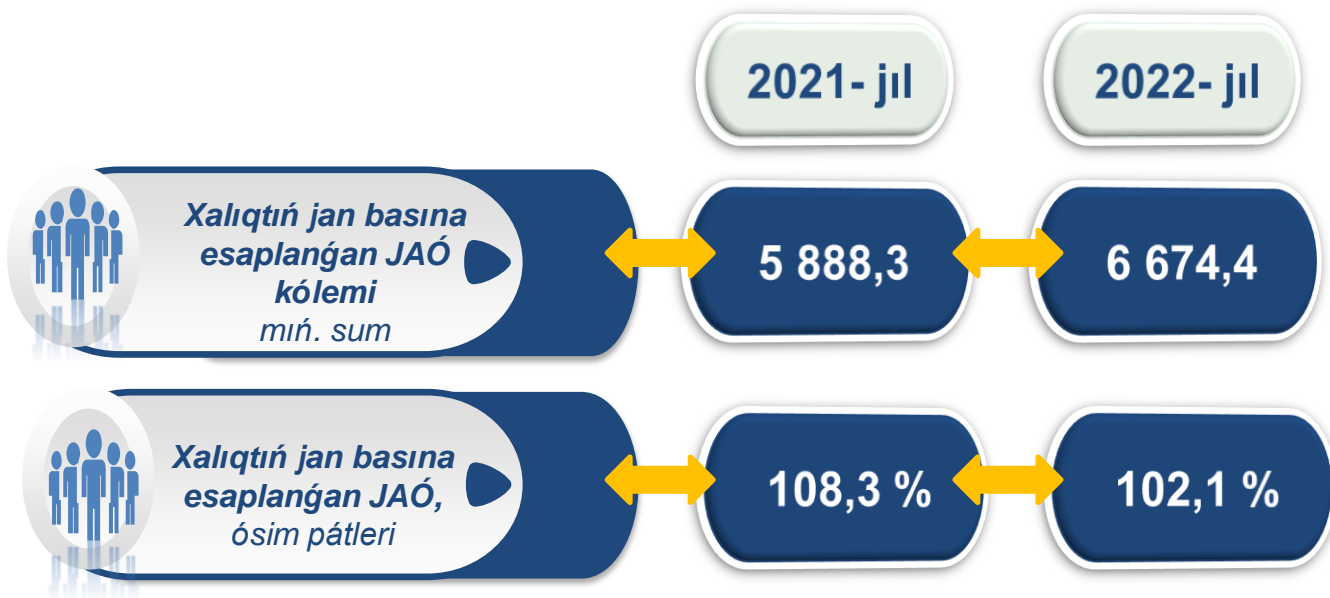 2021- jıl
2022- jıl
Xalıqtıń jan basına
esaplanǵan JAÓ
kólemi
mıń. sum
5 888,3
6 674,4
Xalıqtıń jan basına
esaplanǵan JAÓ,
ósim pátleri
108,3 %
102,1 %